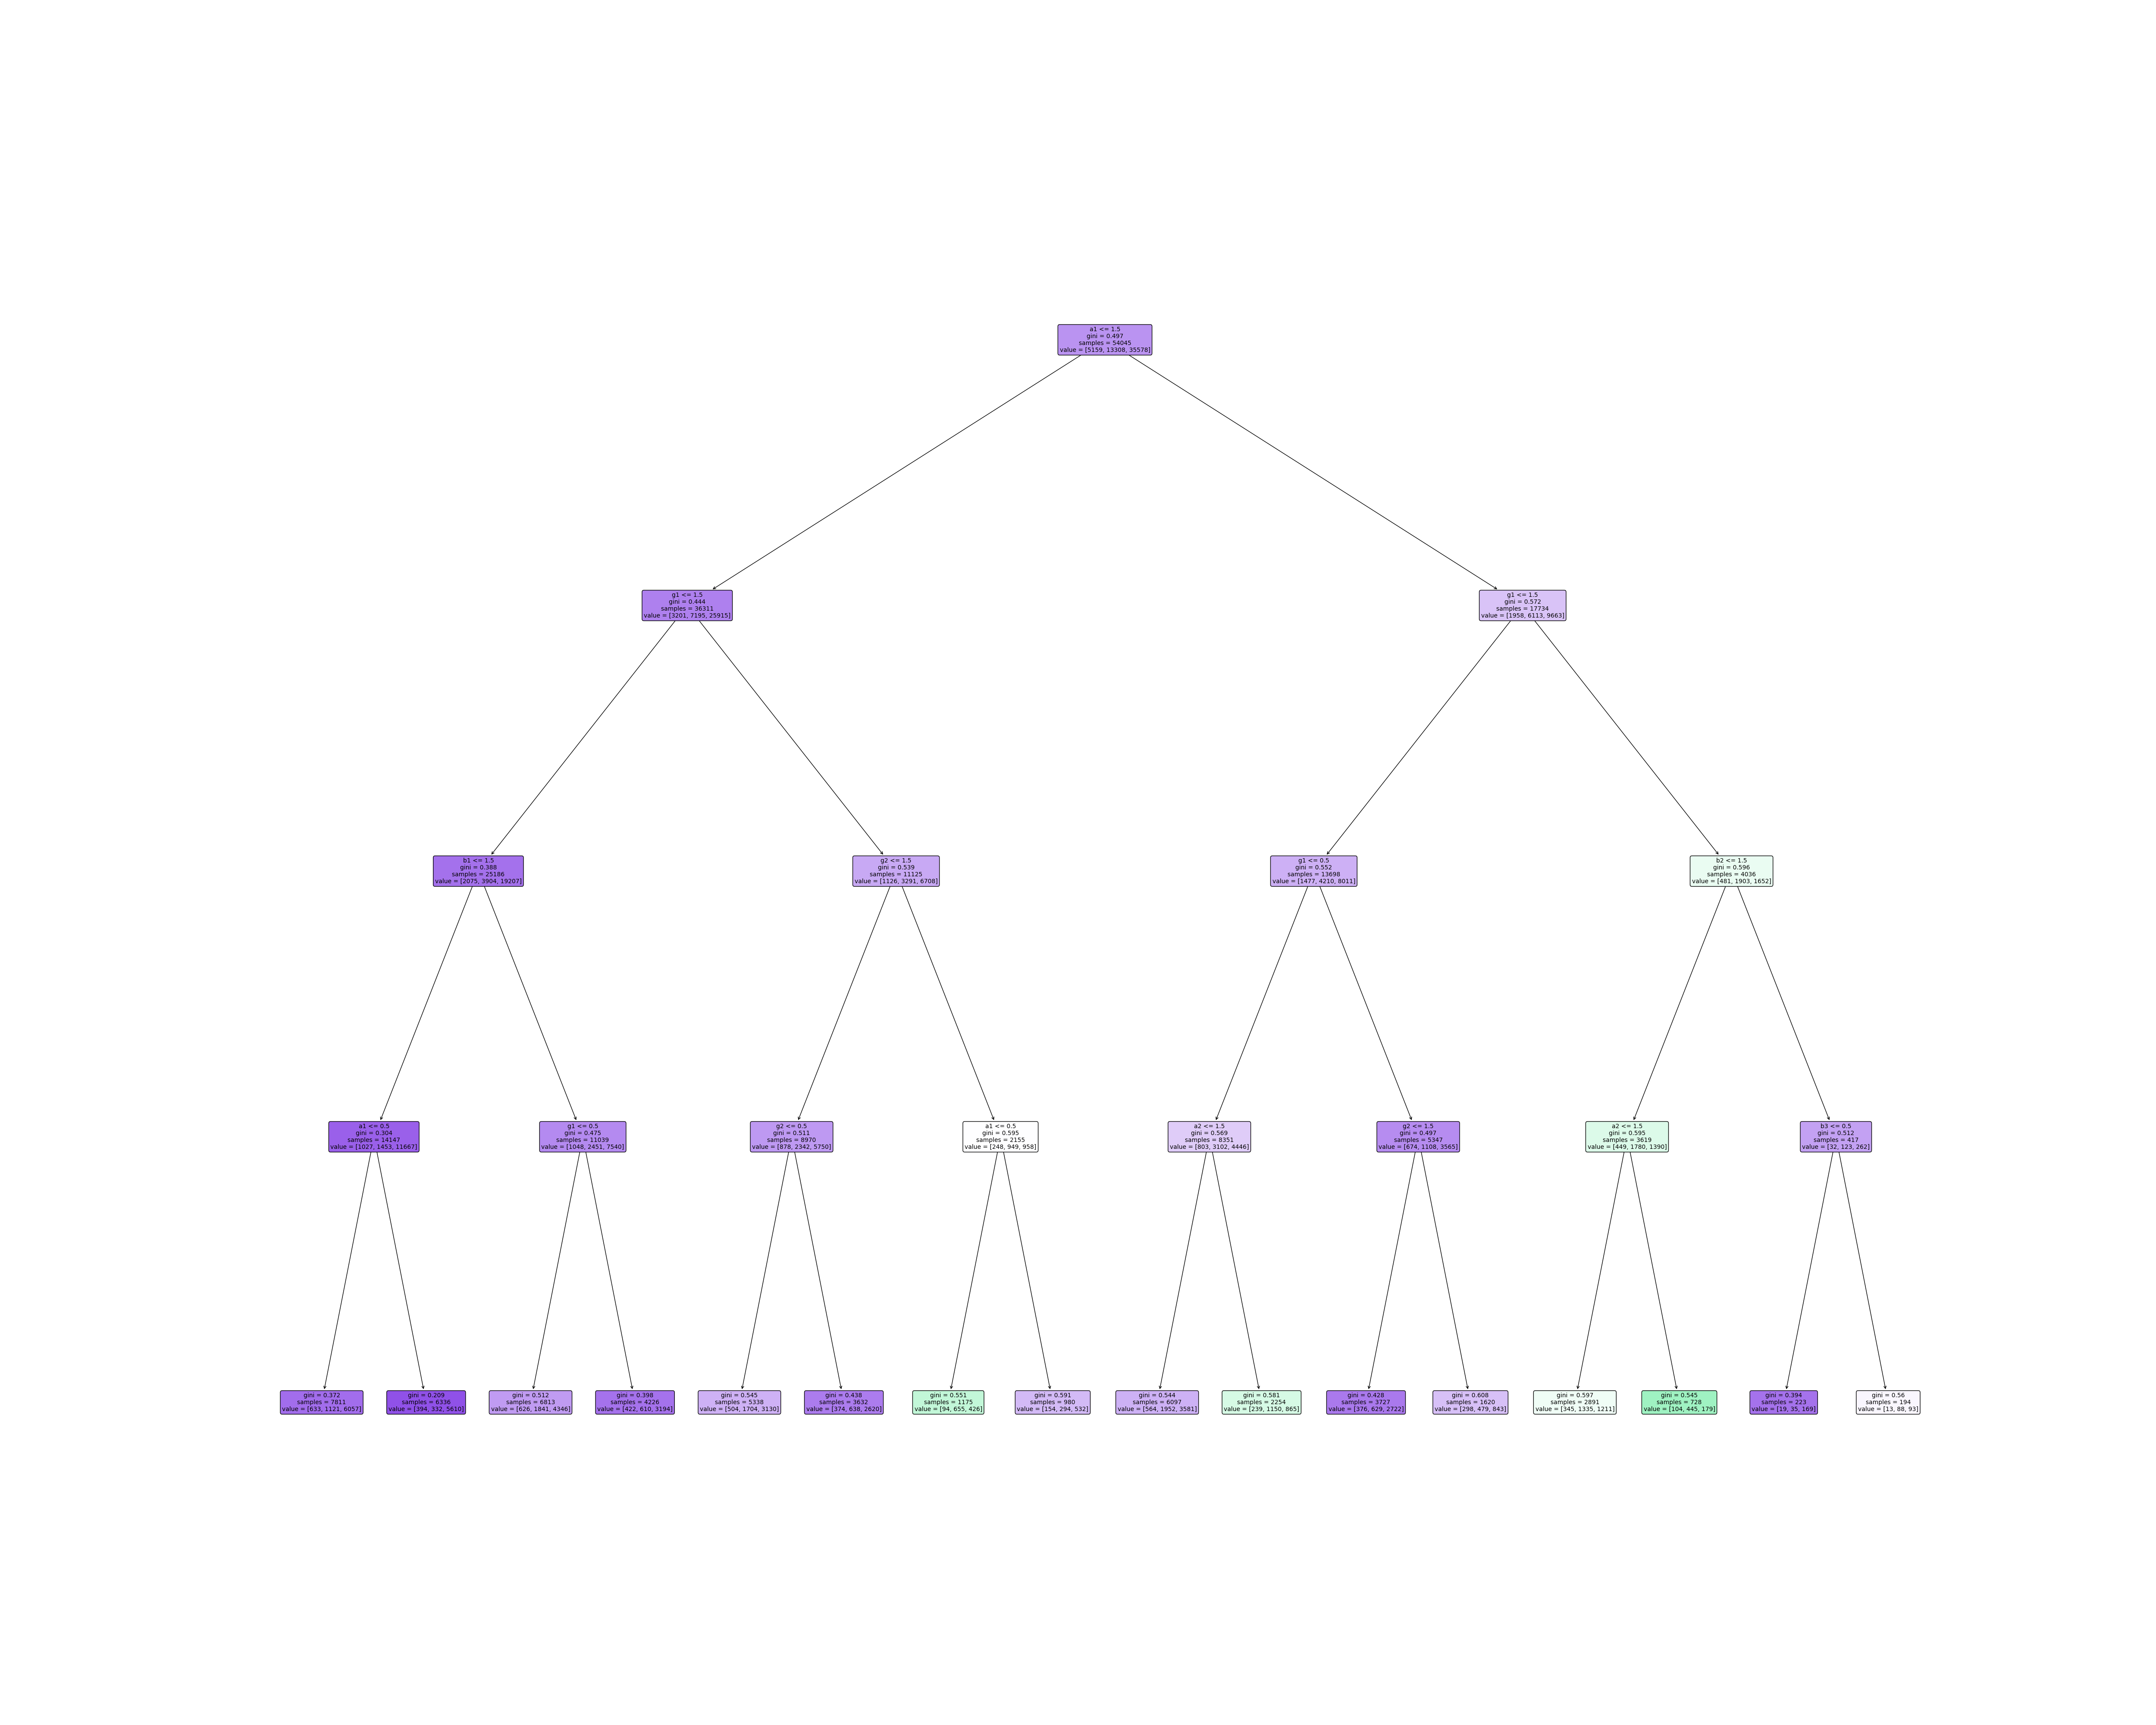 a1 <= 1.5
gini = 0.497
samples = 54045
value = [5159, 13308, 35578]
g1 <= 1.5
gini = 0.444
samples = 36311
value = [3201, 7195, 25915]
g1 <= 1.5
gini = 0.572
samples = 17734
value = [1958, 6113, 9663]
b1 <= 1.5
gini = 0.388
samples = 25186
value = [2075, 3904, 19207]
g2 <= 1.5
gini = 0.539
samples = 11125
value = [1126, 3291, 6708]
g1 <= 0.5
gini = 0.552
samples = 13698
value = [1477, 4210, 8011]
b2 <= 1.5
gini = 0.596
samples = 4036
value = [481, 1903, 1652]
a1 <= 0.5
gini = 0.304
samples = 14147
value = [1027, 1453, 11667]
g1 <= 0.5
gini = 0.475
samples = 11039
value = [1048, 2451, 7540]
g2 <= 0.5
gini = 0.511
samples = 8970
value = [878, 2342, 5750]
a1 <= 0.5
gini = 0.595
samples = 2155
value = [248, 949, 958]
a2 <= 1.5
gini = 0.569
samples = 8351
value = [803, 3102, 4446]
g2 <= 1.5
gini = 0.497
samples = 5347
value = [674, 1108, 3565]
a2 <= 1.5
gini = 0.595
samples = 3619
value = [449, 1780, 1390]
b3 <= 0.5
gini = 0.512
samples = 417
value = [32, 123, 262]
gini = 0.372
samples = 7811
value = [633, 1121, 6057]
gini = 0.209
samples = 6336
value = [394, 332, 5610]
gini = 0.512
samples = 6813
value = [626, 1841, 4346]
gini = 0.398
samples = 4226
value = [422, 610, 3194]
gini = 0.545
samples = 5338
value = [504, 1704, 3130]
gini = 0.438
samples = 3632
value = [374, 638, 2620]
gini = 0.551
samples = 1175
value = [94, 655, 426]
gini = 0.591
samples = 980
value = [154, 294, 532]
gini = 0.544
samples = 6097
value = [564, 1952, 3581]
gini = 0.581
samples = 2254
value = [239, 1150, 865]
gini = 0.428
samples = 3727
value = [376, 629, 2722]
gini = 0.608
samples = 1620
value = [298, 479, 843]
gini = 0.597
samples = 2891
value = [345, 1335, 1211]
gini = 0.545
samples = 728
value = [104, 445, 179]
gini = 0.394
samples = 223
value = [19, 35, 169]
gini = 0.56
samples = 194
value = [13, 88, 93]